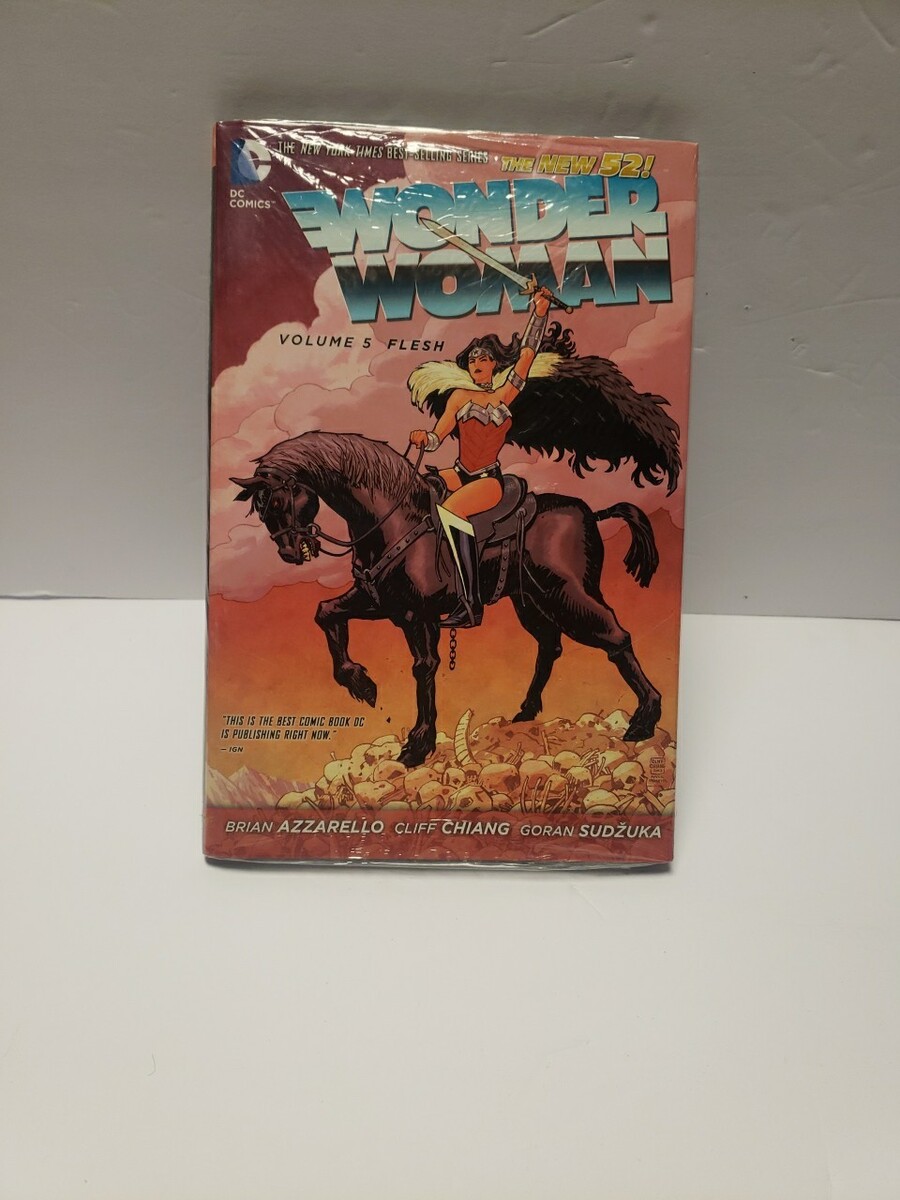 THE NEW YORK TIMES BEST-SELLING SERIES
THE NEW 52!
DC
COMICS™
WONDER
WOMAN
VOLUME 5 FLESH
"THIS IS THE BEST COMIC BOOK DC
IS PUBLISHING RIGHT NOW."
— IGN
BRIAN AZZARELLO CLIFF CHIANG GORAN SUDŽUKA